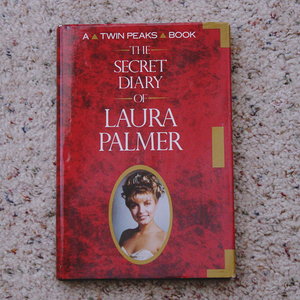 A ▲ TWIN PEAKS ▲ BOOK
THE
SECRET
DIARY
OF
LAURA
PALMER